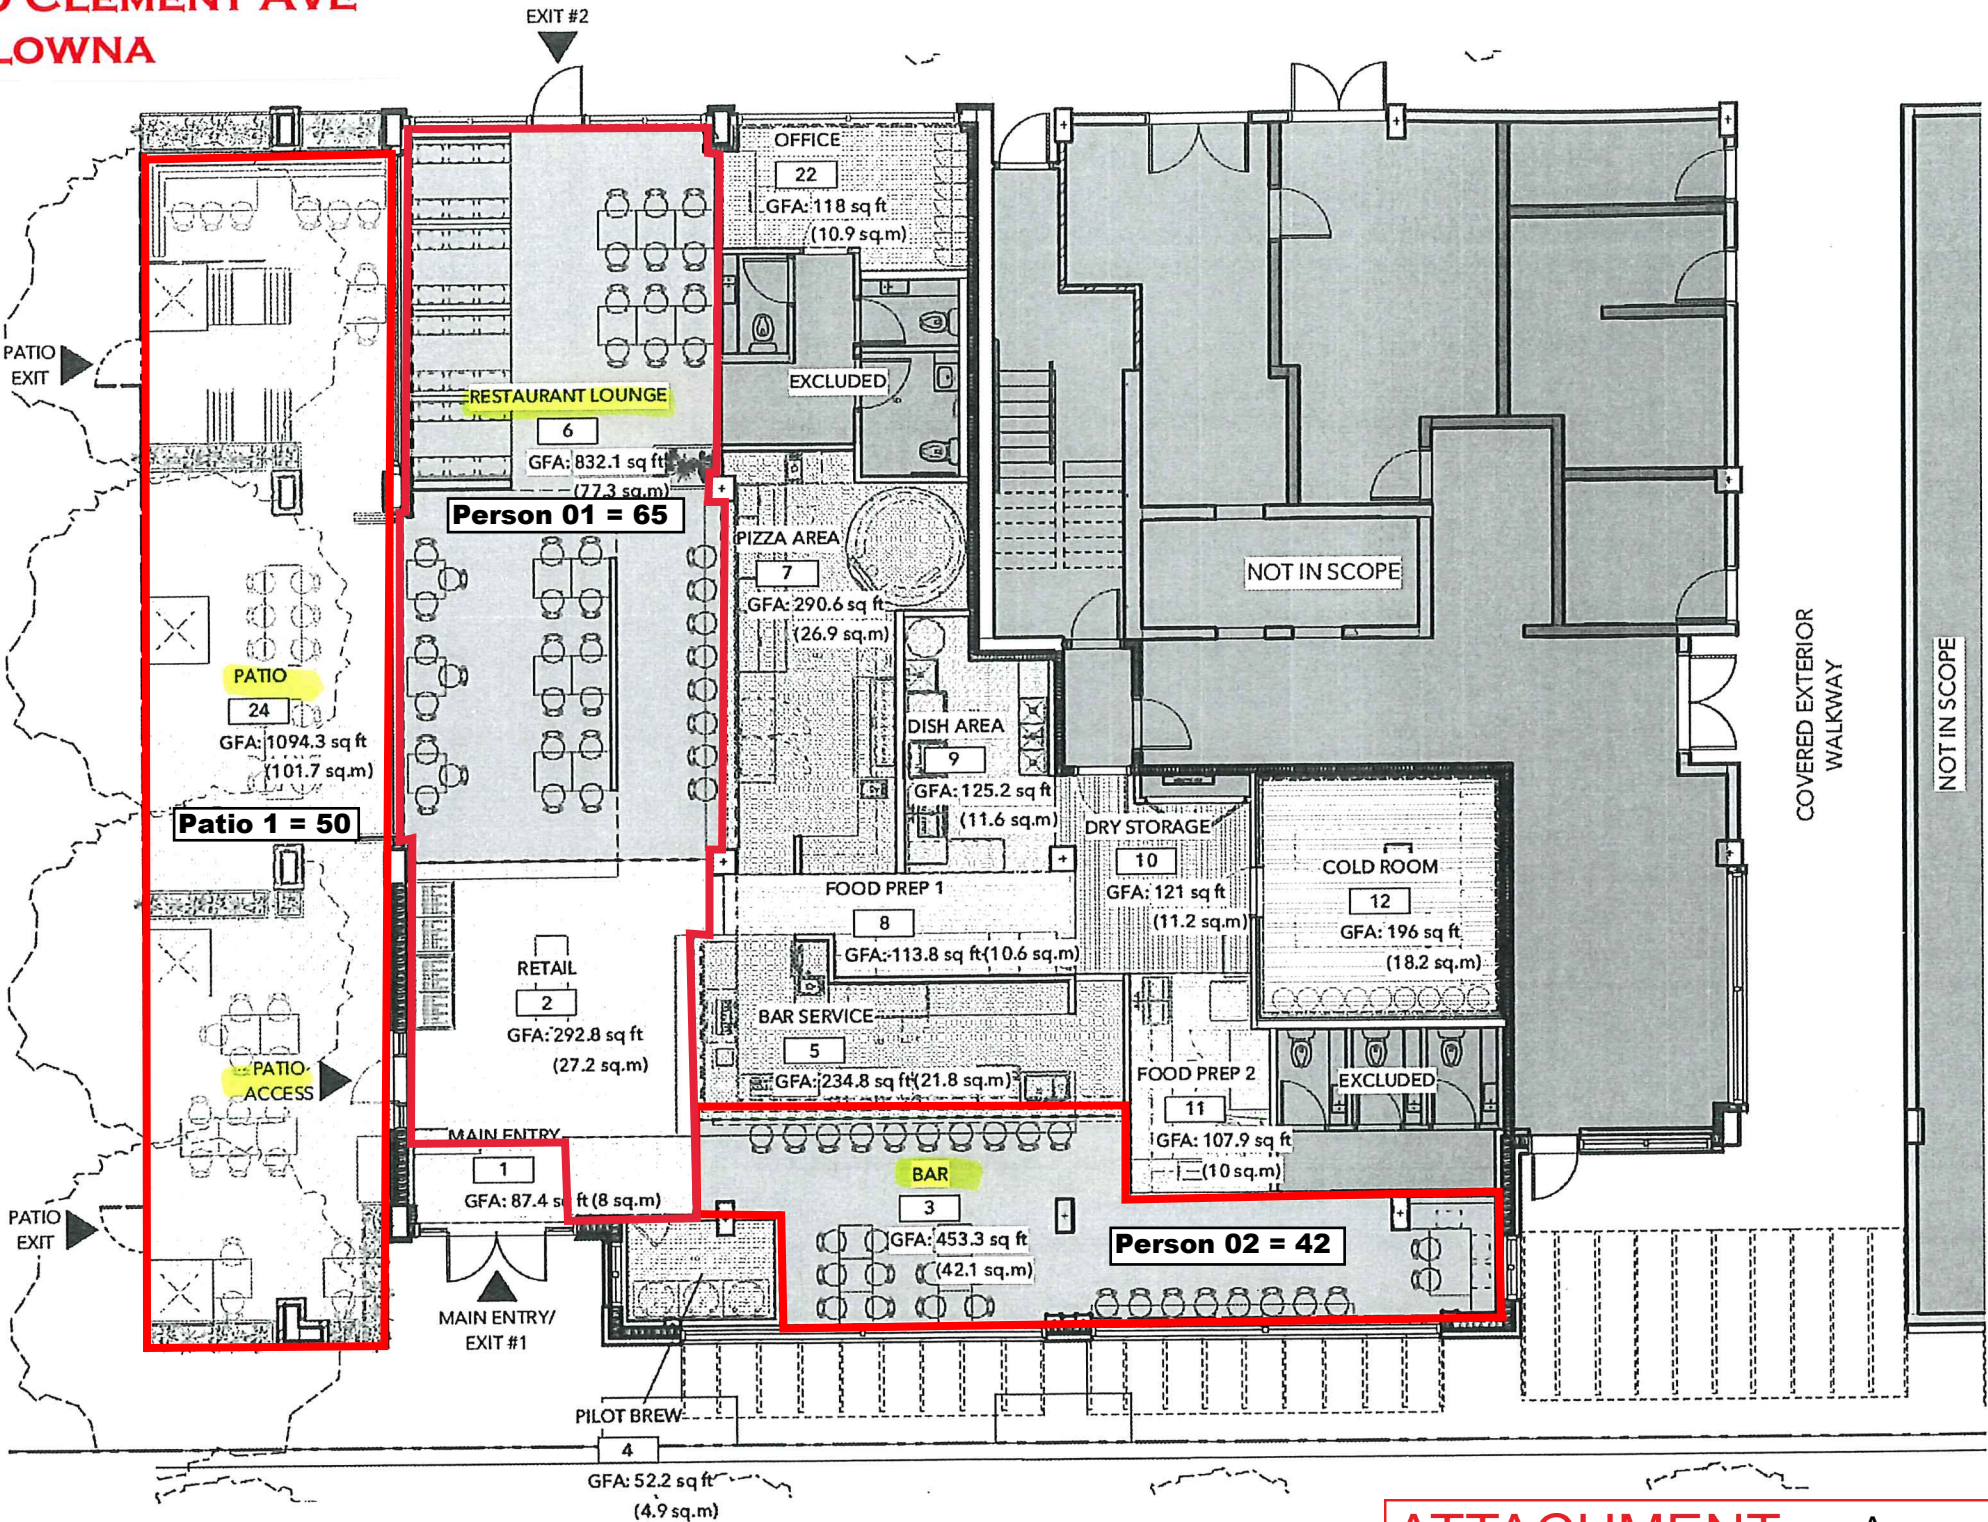 CLEMENT AVE
LOWNA
EXIT #2
OFFICE
22
GFA: 118 sq ft
(10.9 sq.m)
PATIO
EXIT
RESTAURANT LOUNGE
6
GFA: 832.1 sq ft
(77.3 sq.m)
Person 01 = 65
EXCLUDED
PIZZA AREA
7
GFA: 290.6 sq ft
(26.9 sq.m)
NOT IN SCOPE
COVERED EXTERIOR
WALKWAY
NOT IN SCOPE
PATIO
24
GFA: 1094.3 sq ft
(101.7 sq.m)
Patio 1 = 50
DISH AREA
9
GFA: 125.2 sq ft
(11.6 sq.m)
DRY STORAGE
10
GFA: 121 sq ft
(11.2 sq.m)
COLD ROOM
12
GFA: 196 sq ft
(18.2 sq.m)
FOOD PREP 1
8
GFA: 113.8 sq ft (10.6 sq.m)
RETAIL
2
GFA: 292.8 sq ft
(27.2 sq.m)
BAR SERVICE
5
GFA: 234.8 sq ft (21.8 sq.m)
PATIO
ACCESS
FOOD PREP 2
11
GFA: 107.9 sq ft
(10 sq.m)
EXCLUDED
MAIN ENTRY
1
GFA: 87.4 sq ft (8 sq.m)
BAR
3
GFA: 453.3 sq ft
(42.1 sq.m)
Person 02 = 42
PATIO
EXIT
MAIN ENTRY/
EXIT #1
PILOT BREW
4
GFA: 52.2 sq ft
(4.9 sq.m)
ATTACHMENT A